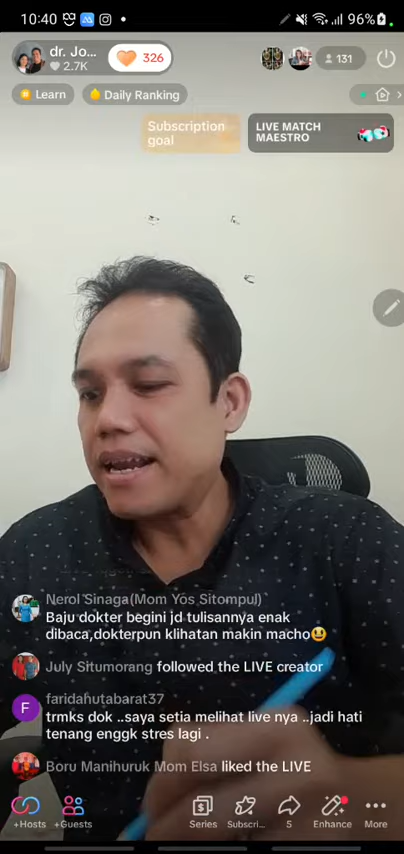 10:40
96%
dr. Jo...
2.7K
326
131
Learn
Daily Ranking
Subscription goal
LIVE MATCH
MAESTRO
Nerol Sinaga(Mom Yos Sitompul)
Baju dokter begini jd tulisannya enak
dibaca,dokterpun klihatan makin macho😃
July Situmorang followed the LIVE creator
F
faridahutabarat37
trmks dok ..saya setia melihat live nya ..jadi hati
tenang enggk stres lagi .
Boru Manihuruk Mom Elsa liked the LIVE
+Hosts
+Guests
Series
Subscri...
5
Enhance
More